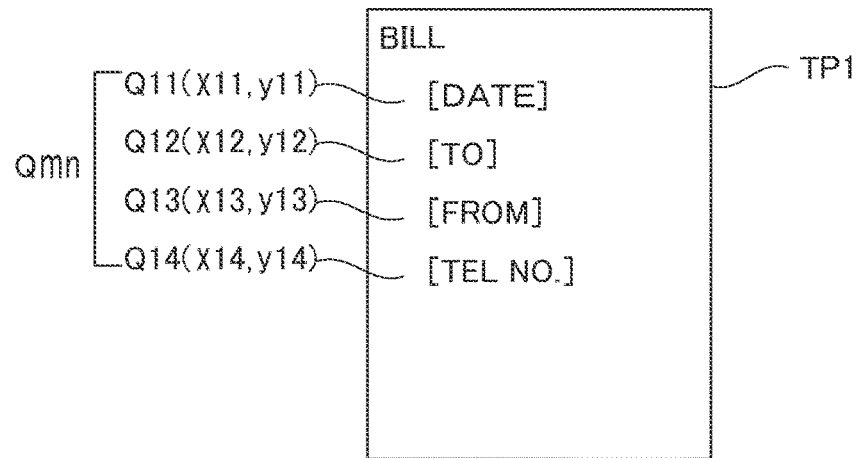 BILL
TP1
Q11(X11,y11) [DATE]
Q12(X12,y12) [TO]
Qmn
Q13(X13,y13) [FROM]
Q14(X14,y14) [TEL NO.]